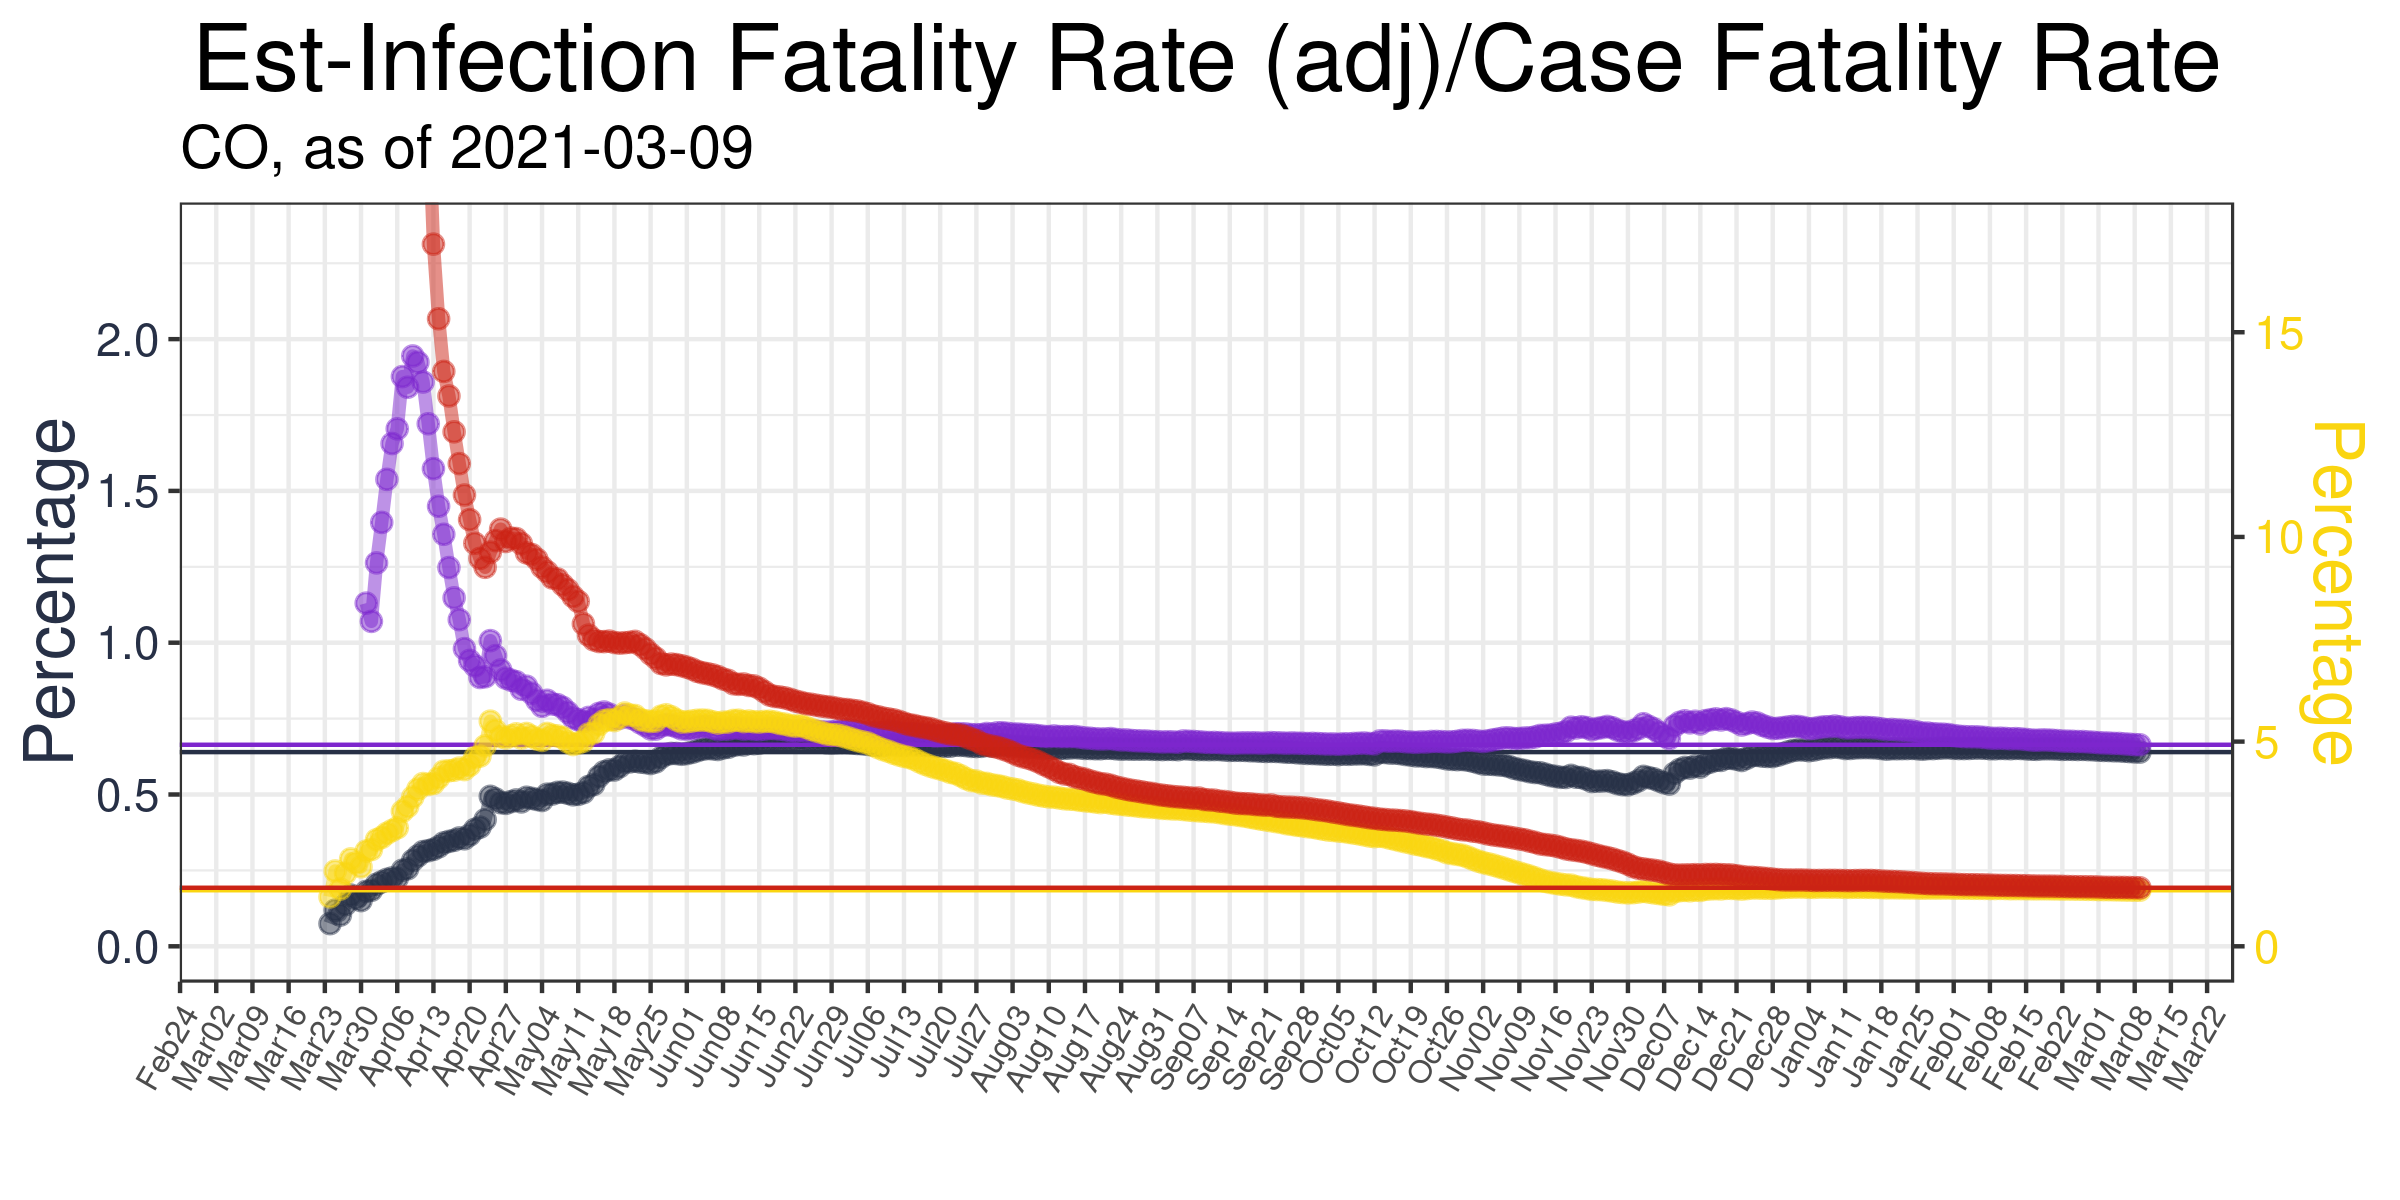 Est-Infection Fatality Rate (adj)/Case Fatality Rate
CO, as of 2021-03-09
Percentage
2.0
1.5
1.0
0.5
0.0
15
10
5
0
Percentage
Feb24
Mar02
Mar09
Mar16
Mar23
Mar30
Apr06
Apr13
Apr20
Apr27
May04
May11
May18
May25
Jun01
Jun08
Jun15
Jun22
Jun29
Jul06
Jul13
Jul20
Jul27
Aug03
Aug10
Aug17
Aug24
Aug31
Sep07
Sep14
Sep21
Sep28
Oct05
Oct12
Oct19
Oct26
Nov02
Nov09
Nov16
Nov23
Nov30
Dec07
Dec14
Dec21
Dec28
Jan04
Jan11
Jan18
Jan25
Feb01
Feb08
Feb15
Feb22
Mar01
Mar08
Mar15
Mar22